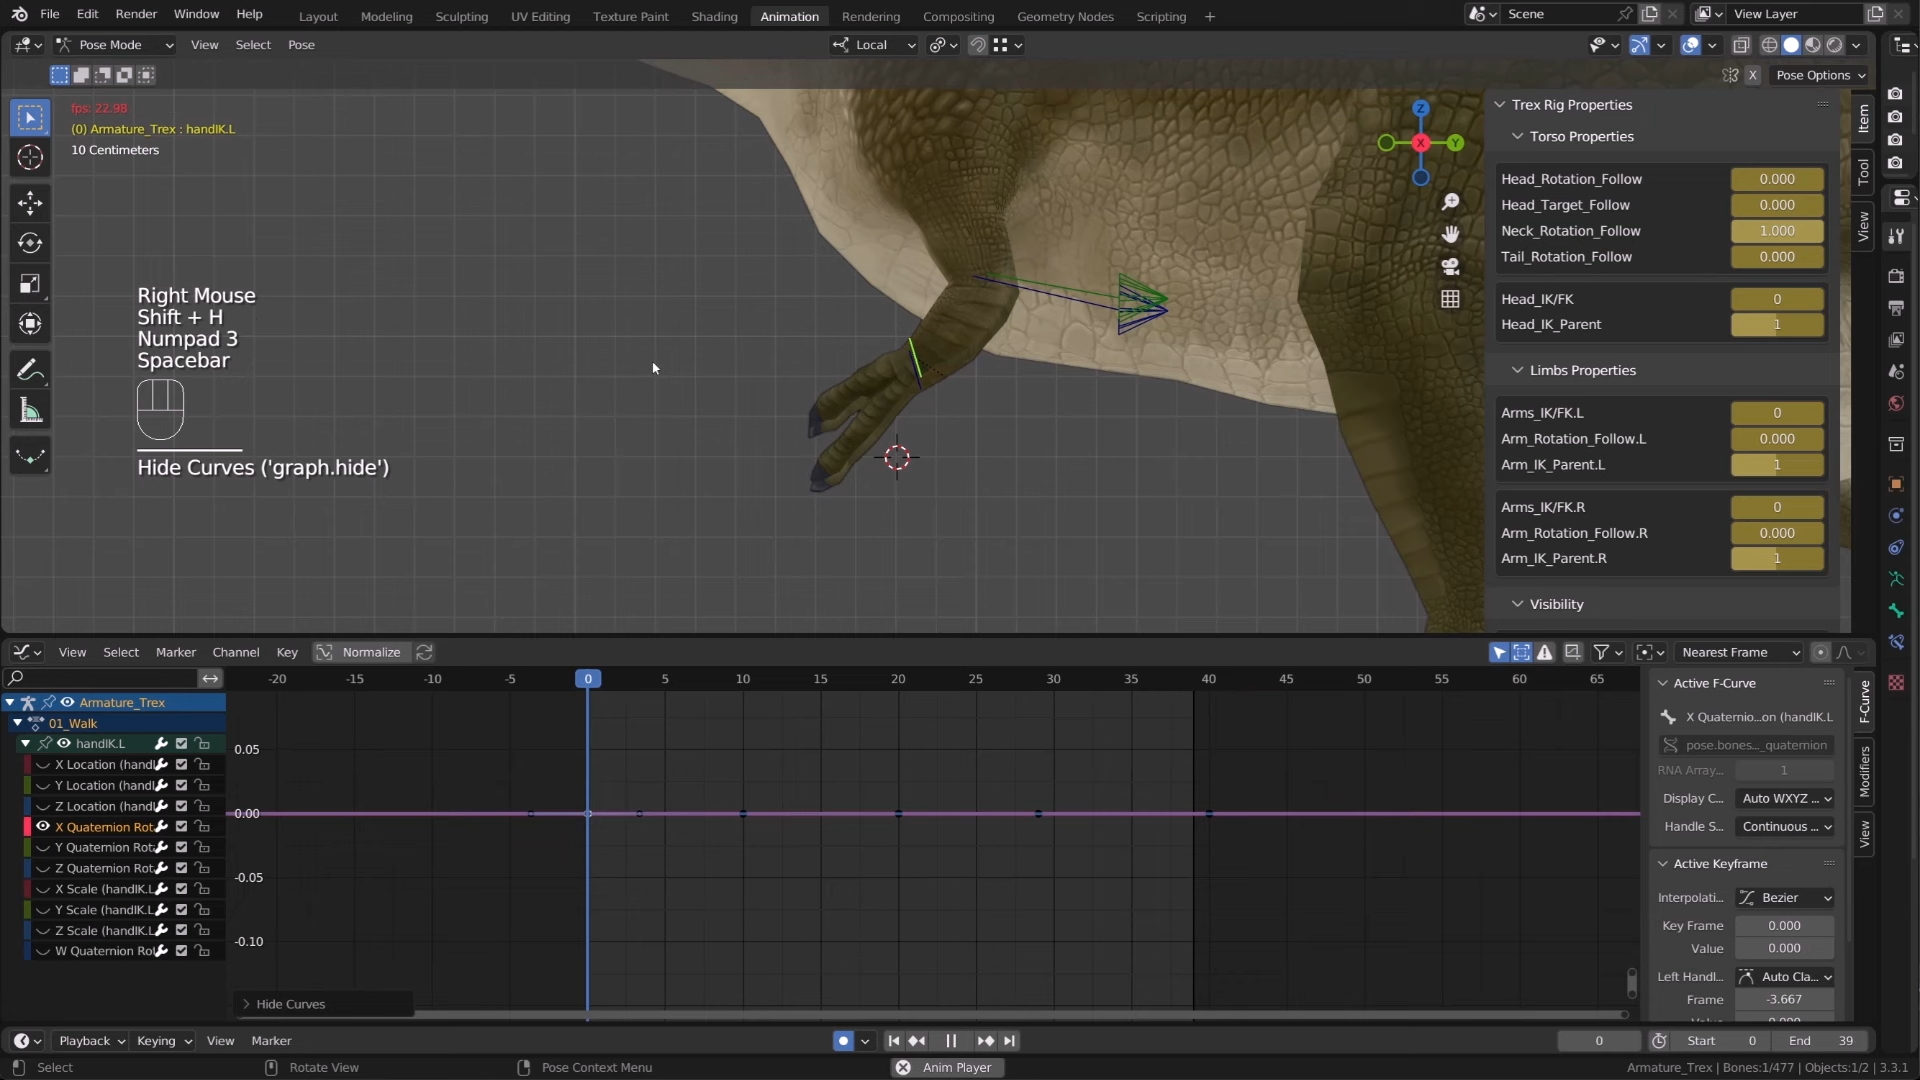 File Edit Render Window Help Layout Modeling Sculpting UV Editing Texture Paint Shading Animation Rendering Compositing Geometry Nodes Scripting + Scene View Layer
Pose Mode View Select Pose Local
X Pose Options
fps: 22.98
(0) Armature_Trex : handIK.L
10 Centimeters
Right Mouse
Shift + H
Numpad 3
Spacebar
Hide Curves ('graph.hide')
Z
X
Y
Trex Rig Properties
Torso Properties
Head_Rotation_Follow 0.000
Head_Target_Follow 0.000
Neck_Rotation_Follow 1.000
Tail_Rotation_Follow 0.000
Head_IK/FK 0
Head_IK_Parent 1
Limbs Properties
Arms_IK/FK.L 0
Arm_Rotation_Follow.L 0.000
Arm_IK_Parent.L 1
Arms_IK/FK.R 0
Arm_Rotation_Follow.R 0.000
Arm_IK_Parent.R 1
Visibility
Item
Tool
View
View Select Marker Channel Key Normalize Nearest Frame
-20 -15 -10 -5 0 5 10 15 20 25 30 35 40 45 50 55 60 65
Armature_Trex
01_Walk
handIK.L
X Location (handI
Y Location (handI
Z Location (handI
X Quaternion Rot
Y Quaternion Rot
Z Quaternion Rot
X Scale (handIK.L
Y Scale (handIK.L
Z Scale (handIK.L
W Quaternion Ro
0.05
0.00
-0.05
-0.10
Hide Curves
Active F-Curve
X Quaternio...on (handIK.L
pose.bones..._quaternion
RNA Array... 1
Display C... Auto WXYZ ...
Handle S... Continuous ...
Active Keyframe
Interpolati... Bezier
Key Frame 0.000
Value 0.000
Left Handl... Auto Cla...
Frame -3.667
F-Curve
Modifiers
View
Playback Keying View Marker 0 Start 0 End 39
Select Rotate View Pose Context Menu Anim Player Armature_Trex | Bones:1/477 | Objects:1/2 | 3.3.1